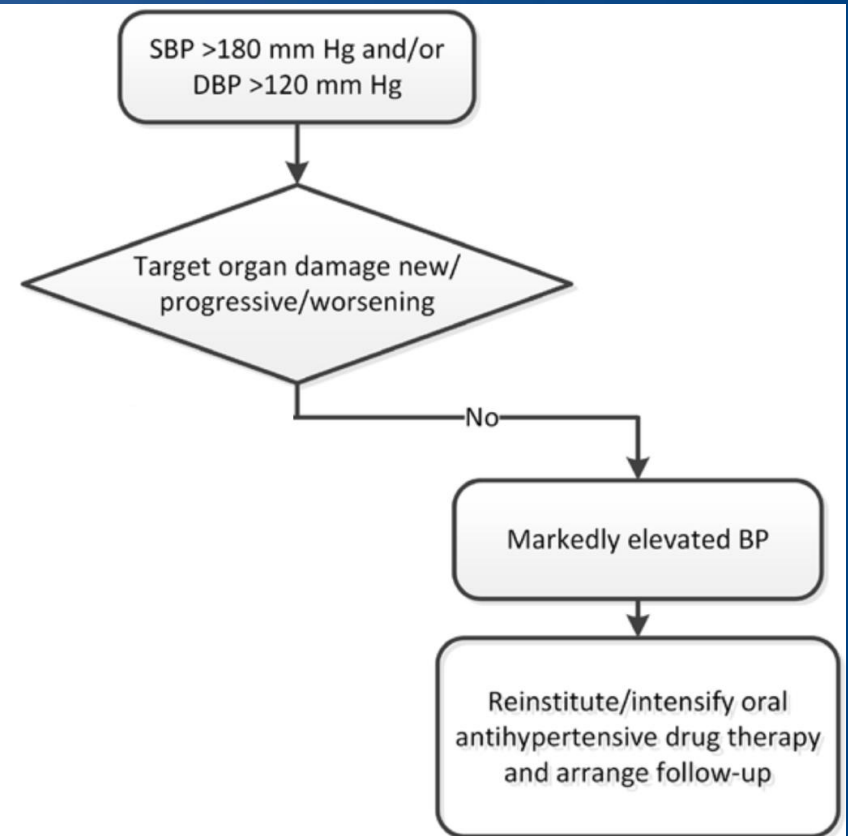 SBP >180 mm Hg and/or
DBP >120 mm Hg
Target organ damage new/
progressive/worsening
No
Markedly elevated BP
Reinstitute/intensify oral
antihypertensive drug therapy
and arrange follow-up